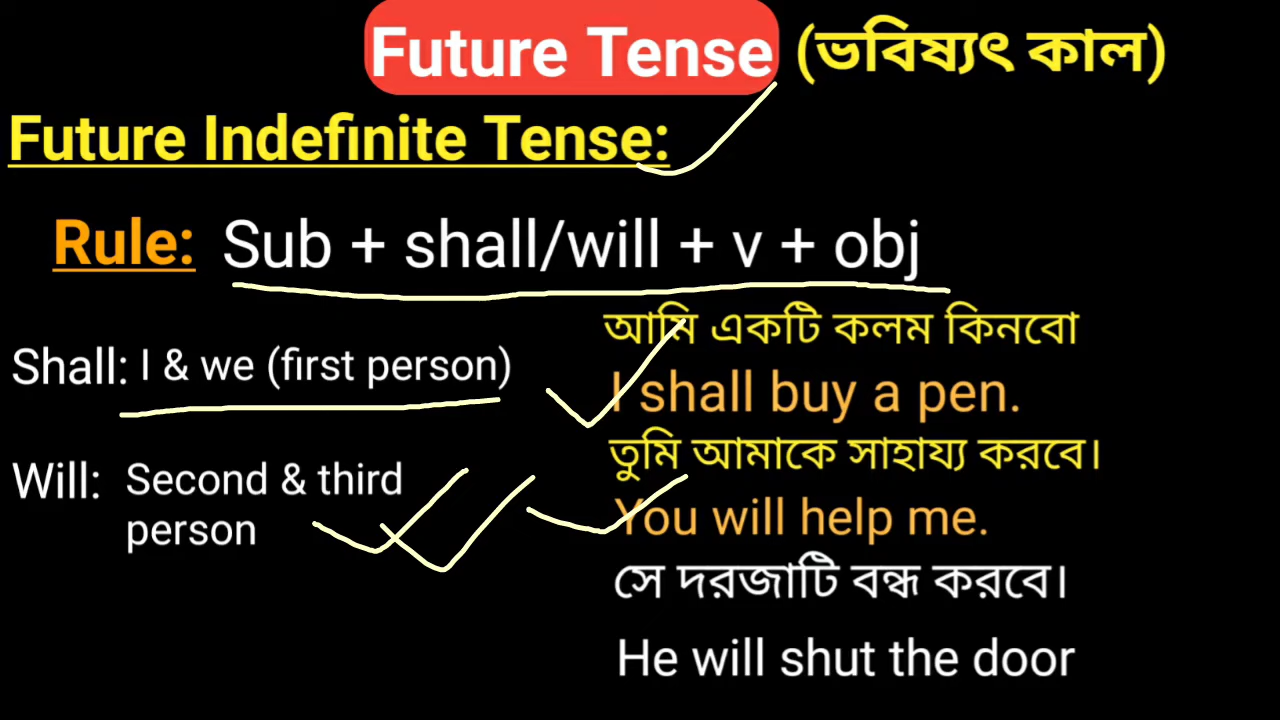 Future Tense (ভবিষ্যৎ কাল)
Future Indefinite Tense:
Rule: Sub + shall/will + v + obj
Shall: I & we (first person)
Will: Second & third
person
আমি একটি কলম কিনবো
I shall buy a pen.
তুমি আমাকে সাহায্য করবে।
You will help me.
সে দরজাটি বন্ধ করবে।
He will shut the door